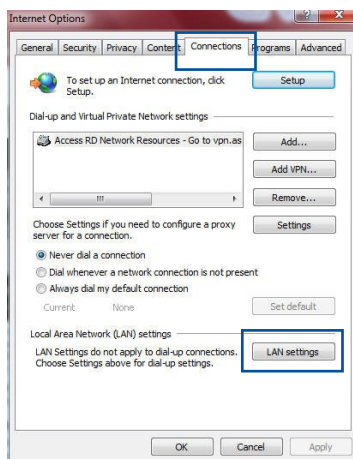 Internet Options
General Security Privacy Content Connections Programs Advanced
To set up an Internet connection, click
Setup.
Setup
Dial-up and Virtual Private Network settings
Access RD Network Resources - Go to vpn.as
Add...
Add VPN...
Remove...
Choose Settings if you need to configure a proxy
server for a connection.
Settings
Never dial a connection
Dial whenever a network connection is not present
Always dial my default connection
Current None
Set default
Local Area Network (LAN) settings
LAN Settings do not apply to dial-up connections.
Choose Settings above for dial-up settings.
LAN settings
OK Cancel Apply